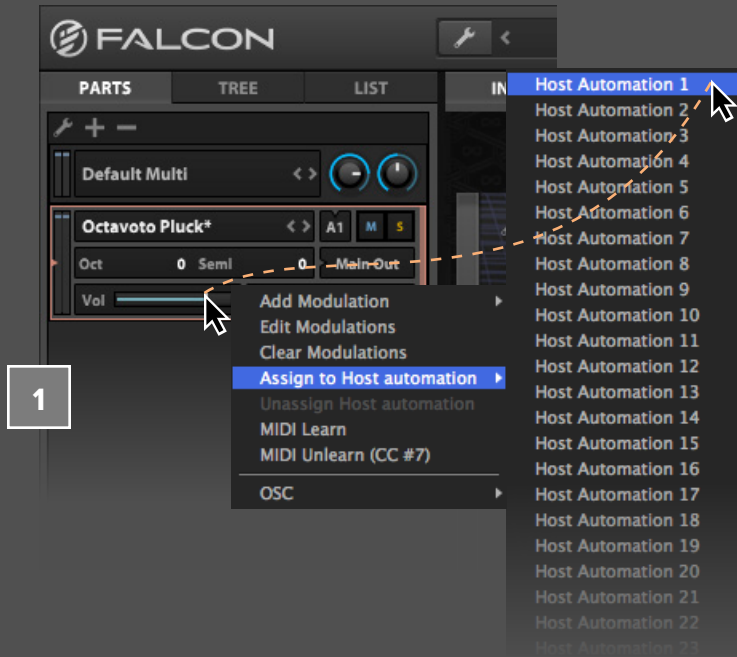 FALCON
PARTS TREE LIST IN
Default Multi
Octavoto Pluck* A1 M S
Oct 0 Semi 0 Main Out
Vol
1
Add Modulation
Edit Modulations
Clear Modulations
Assign to Host automation
Unassign Host automation
MIDI Learn
MIDI Unlearn (CC #7)
OSC
Host Automation 1
Host Automation 2
Host Automation 3
Host Automation 4
Host Automation 5
Host Automation 6
Host Automation 7
Host Automation 8
Host Automation 9
Host Automation 10
Host Automation 11
Host Automation 12
Host Automation 13
Host Automation 14
Host Automation 15
Host Automation 16
Host Automation 17
Host Automation 18
Host Automation 19
Host Automation 20
Host Automation 21
Host Automation 22
Host Automation 23